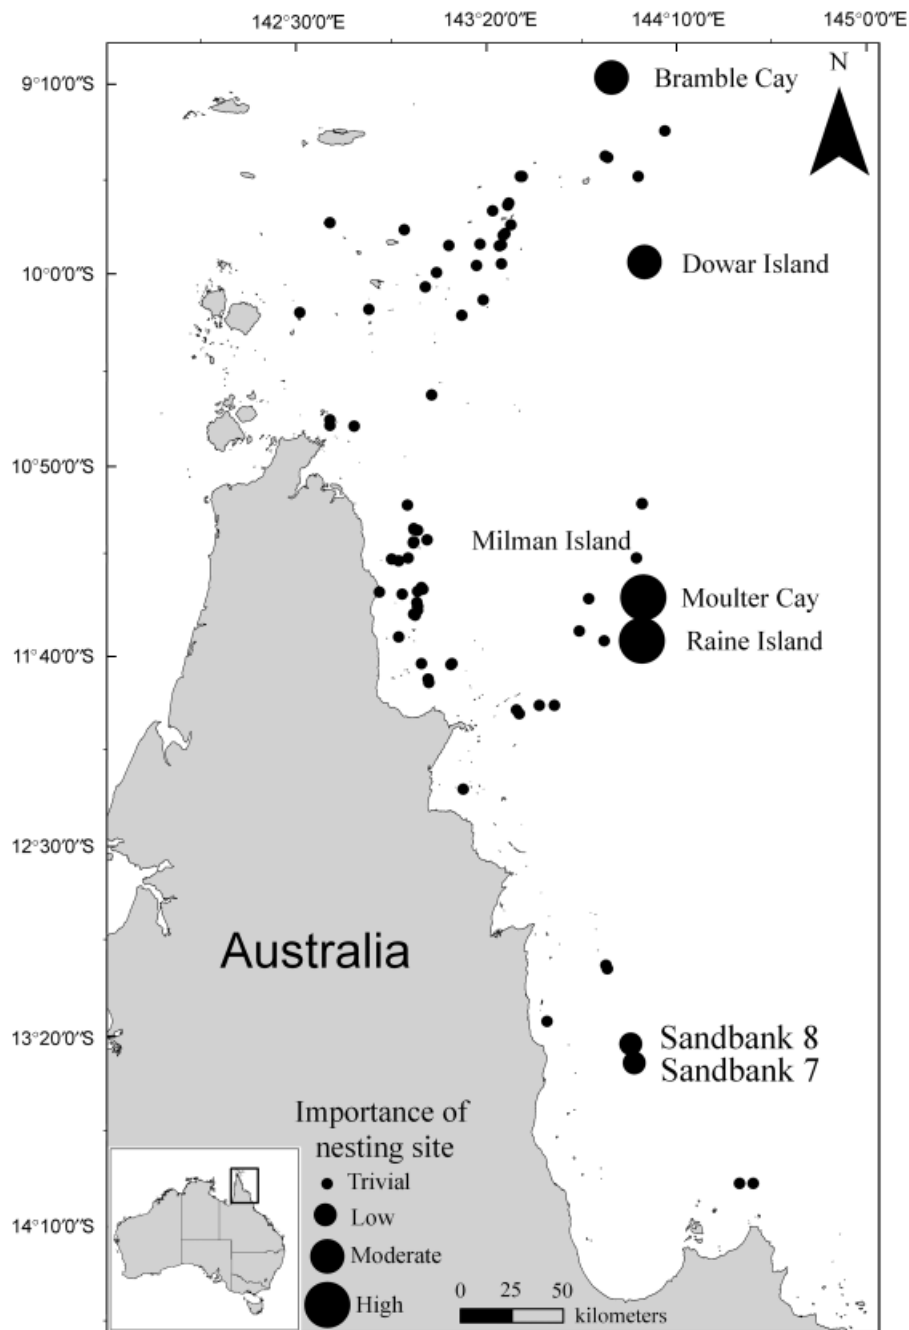 142°30'0"E 143°20'0"E 144°10'0"E 145°0'0"E
N
9°10'0"S
Bramble Cay
Dowar Island
10°0'0"S
10°50'0"S
Milman Island
Moulter Cay
Raine Island
11°40'0"S
12°30'0"S
Australia
13°20'0"S
Sandbank 8
Sandbank 7
Importance of
nesting site
Trivial
Low
Moderate
High
14°10'0"S
0 25 50
kilometers